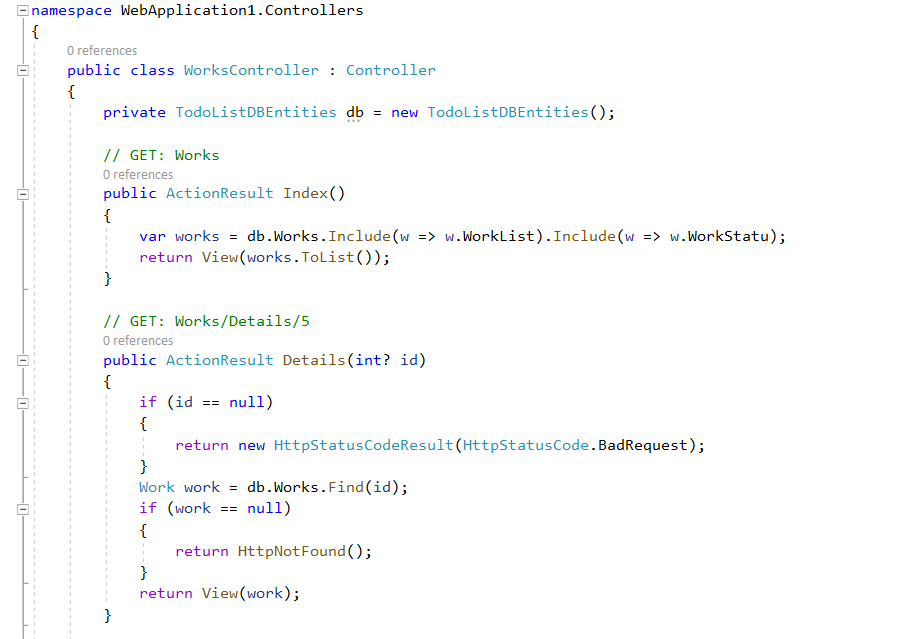 namespace WebApplication1.Controllers
{
0 references
public class WorksController : Controller
{
private TodoListDBEntities db = new TodoListDBEntities();
// GET: Works
0 references
public ActionResult Index()
{
var works = db.Works.Include(w => w.WorkList).Include(w => w.WorkStatu);
return View(works.ToList());
}
// GET: Works/Details/5
0 references
public ActionResult Details(int? id)
{
if (id == null)
{
return new HttpStatusCodeResult(HttpStatusCode.BadRequest);
}
Work work = db.Works.Find(id);
if (work == null)
{
return HttpNotFound();
}
return View(work);
}